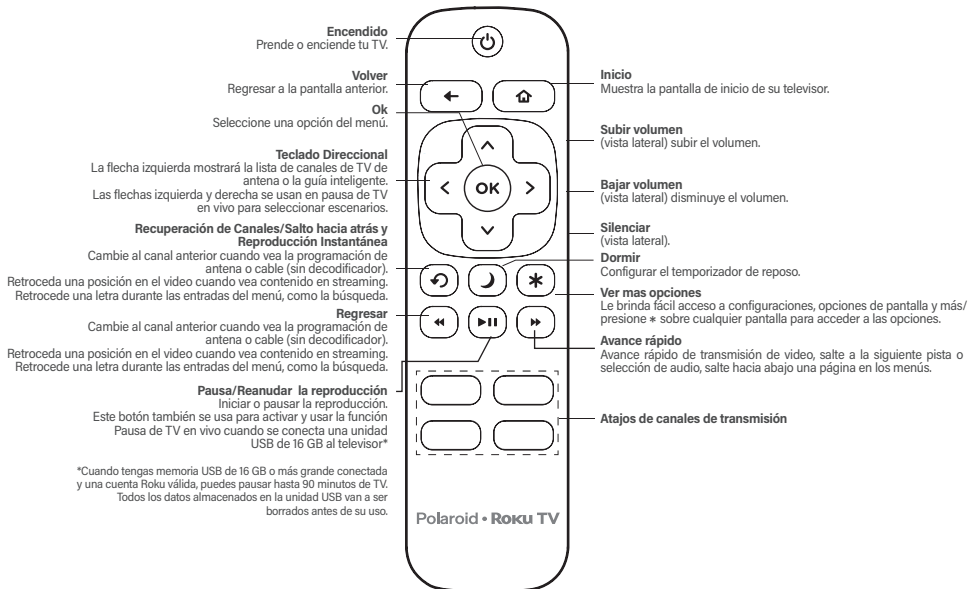 Encendido
Prende o enciende tu TV.
Volver
Regresar a la pantalla anterior.
Ok
Seleccione una opción del menú.
Teclado Direccional
La flecha izquierda mostrará la lista de canales de TV de
antena o la guía inteligente.
Las flechas izquierda y derecha se usan en pausa de TV
en vivo para seleccionar escenarios.
Recuperación de Canales/Salto hacia atrás y
Reproducción Instantánea
Cambie al canal anterior cuando vea la programación de
antena o cable (sin decodificador).
Retroceda una posición en el video cuando vea contenido en streaming.
Retrocede una letra durante las entradas del menú, como la búsqueda.
Regresar
Cambie al canal anterior cuando vea la programación de
antena o cable (sin decodificador).
Retroceda una posición en el video cuando vea contenido en streaming.
Retrocede una letra durante las entradas del menú, como la búsqueda.
Pausa/Reanudar la reproducción
Iniciar o pausar la reproducción.
Este botón también se usa para activar y usar la función
Pausa de TV en vivo cuando se conecta una unidad
USB de 16 GB al televisor*
*Cuando tengas memoria USB de 16 GB o más grande conectada
y una cuenta Roku válida, puedes pausar hasta 90 minutos de TV.
Todos los datos almacenados en la unidad USB van a ser
borrados antes de su uso.
OK
Polaroid • Roku TV
Inicio
Muestra la pantalla de inicio de su televisor.
Subir volumen
(vista lateral) subir el volumen.
Bajar volumen
(vista lateral) disminuye el volumen.
Silenciar
(vista lateral).
Dormir
Configurar el temporizador de reposo.
Ver mas opciones
Le brinda fácil acceso a configuraciones, opciones de pantalla y más/
presione * sobre cualquier pantalla para acceder a las opciones.
Avance rápido
Avance rápido de transmisión de video, salte a la siguiente pista o
selección de audio, salte hacia abajo una página en los menús.
Atajos de canales de transmisión